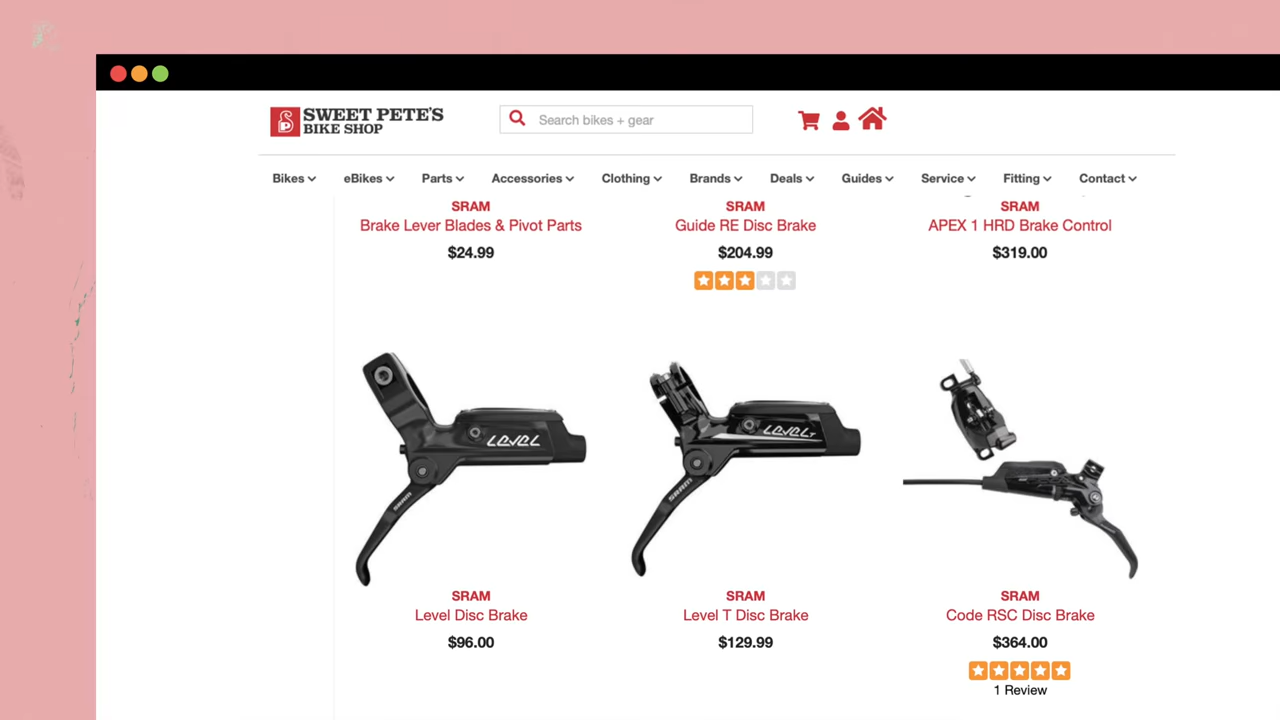 SWEET PETE'S
BIKE SHOP
Search bikes + gear
Bikes eBikes Parts Accessories Clothing Brands Deals Guides Service Fitting Contact
SRAM SRAM SRAM
Brake Lever Blades & Pivot Parts Guide RE Disc Brake APEX 1 HRD Brake Control
$24.99 $204.99 $319.00
LEVEL LEVEL T
SRAM SRAM
SRAM SRAM SRAM
Level Disc Brake Level T Disc Brake Code RSC Disc Brake
$96.00 $129.99 $364.00
1 Review